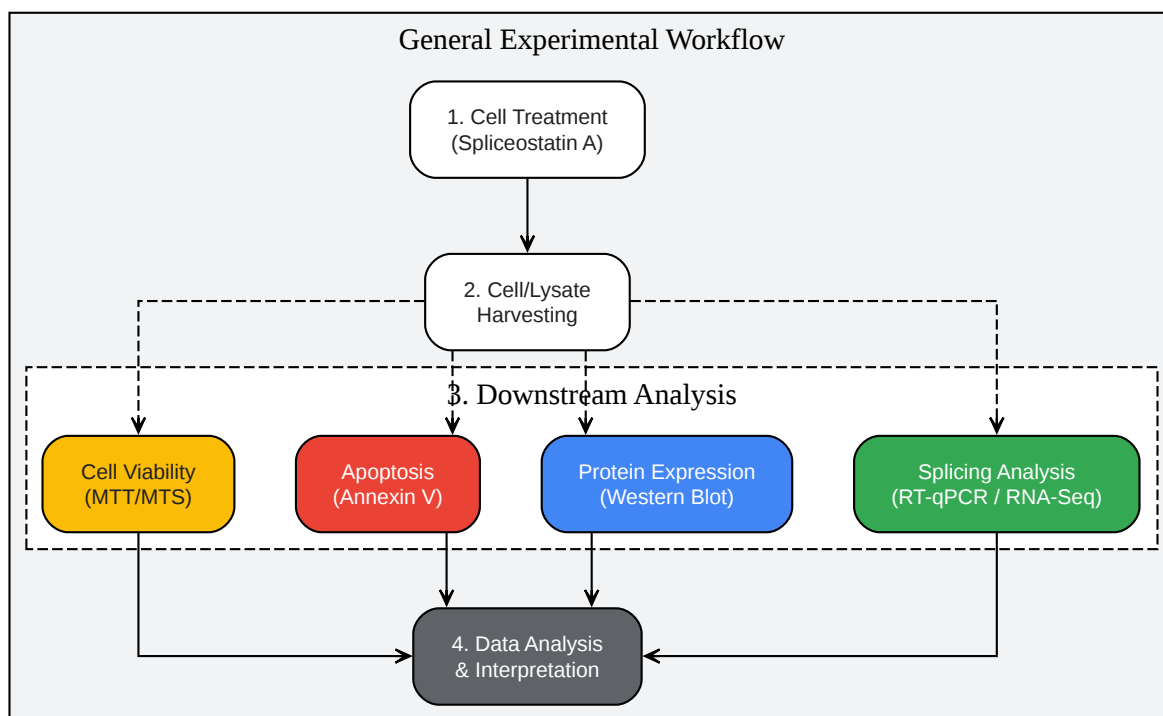 General Experimental Workflow
1. Cell Treatment
(Spliceostatin A)
2. Cell/Lysate
Harvesting
3. Downstream Analysis
Cell Viability
(MTT/MTS)
Apoptosis
(Annexin V)
Protein Expression
(Western Blot)
Splicing Analysis
(RT-qPCR / RNA-Seq)
4. Data Analysis
& Interpretation